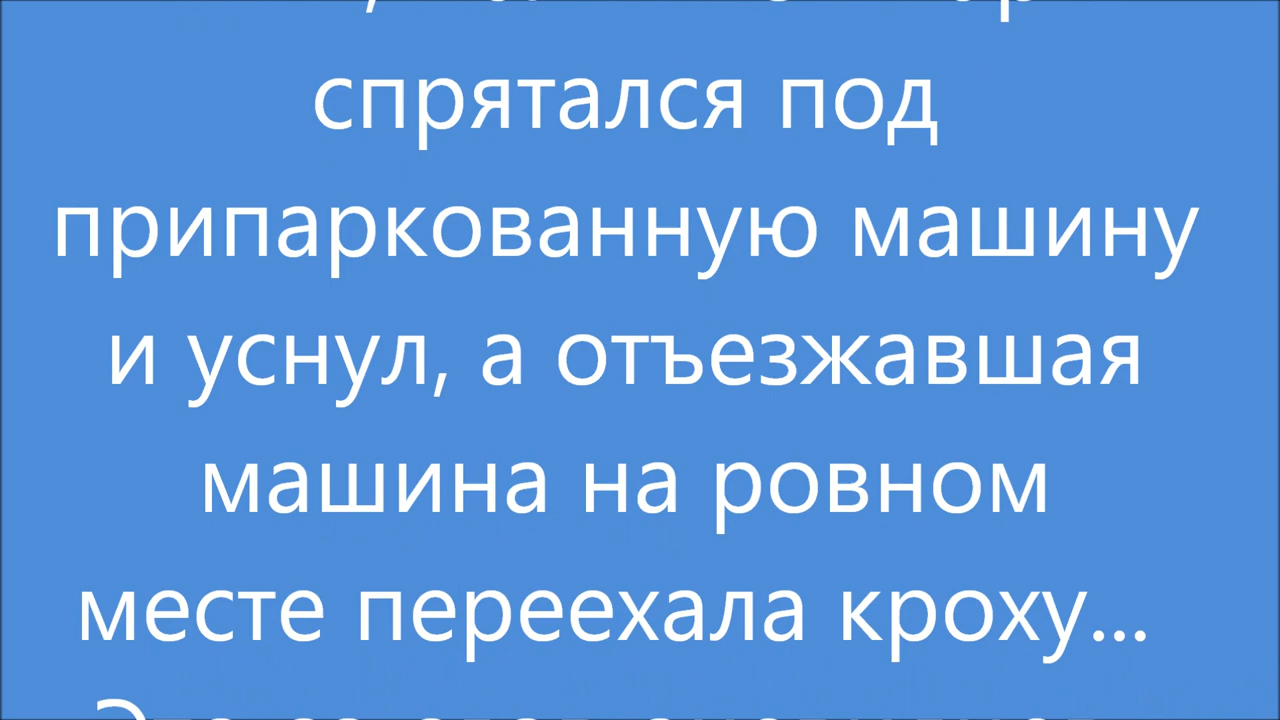 спрятался под
припаркованную машину
и уснул, а отъезжавшая
машина на ровном
месте переехала кроху...